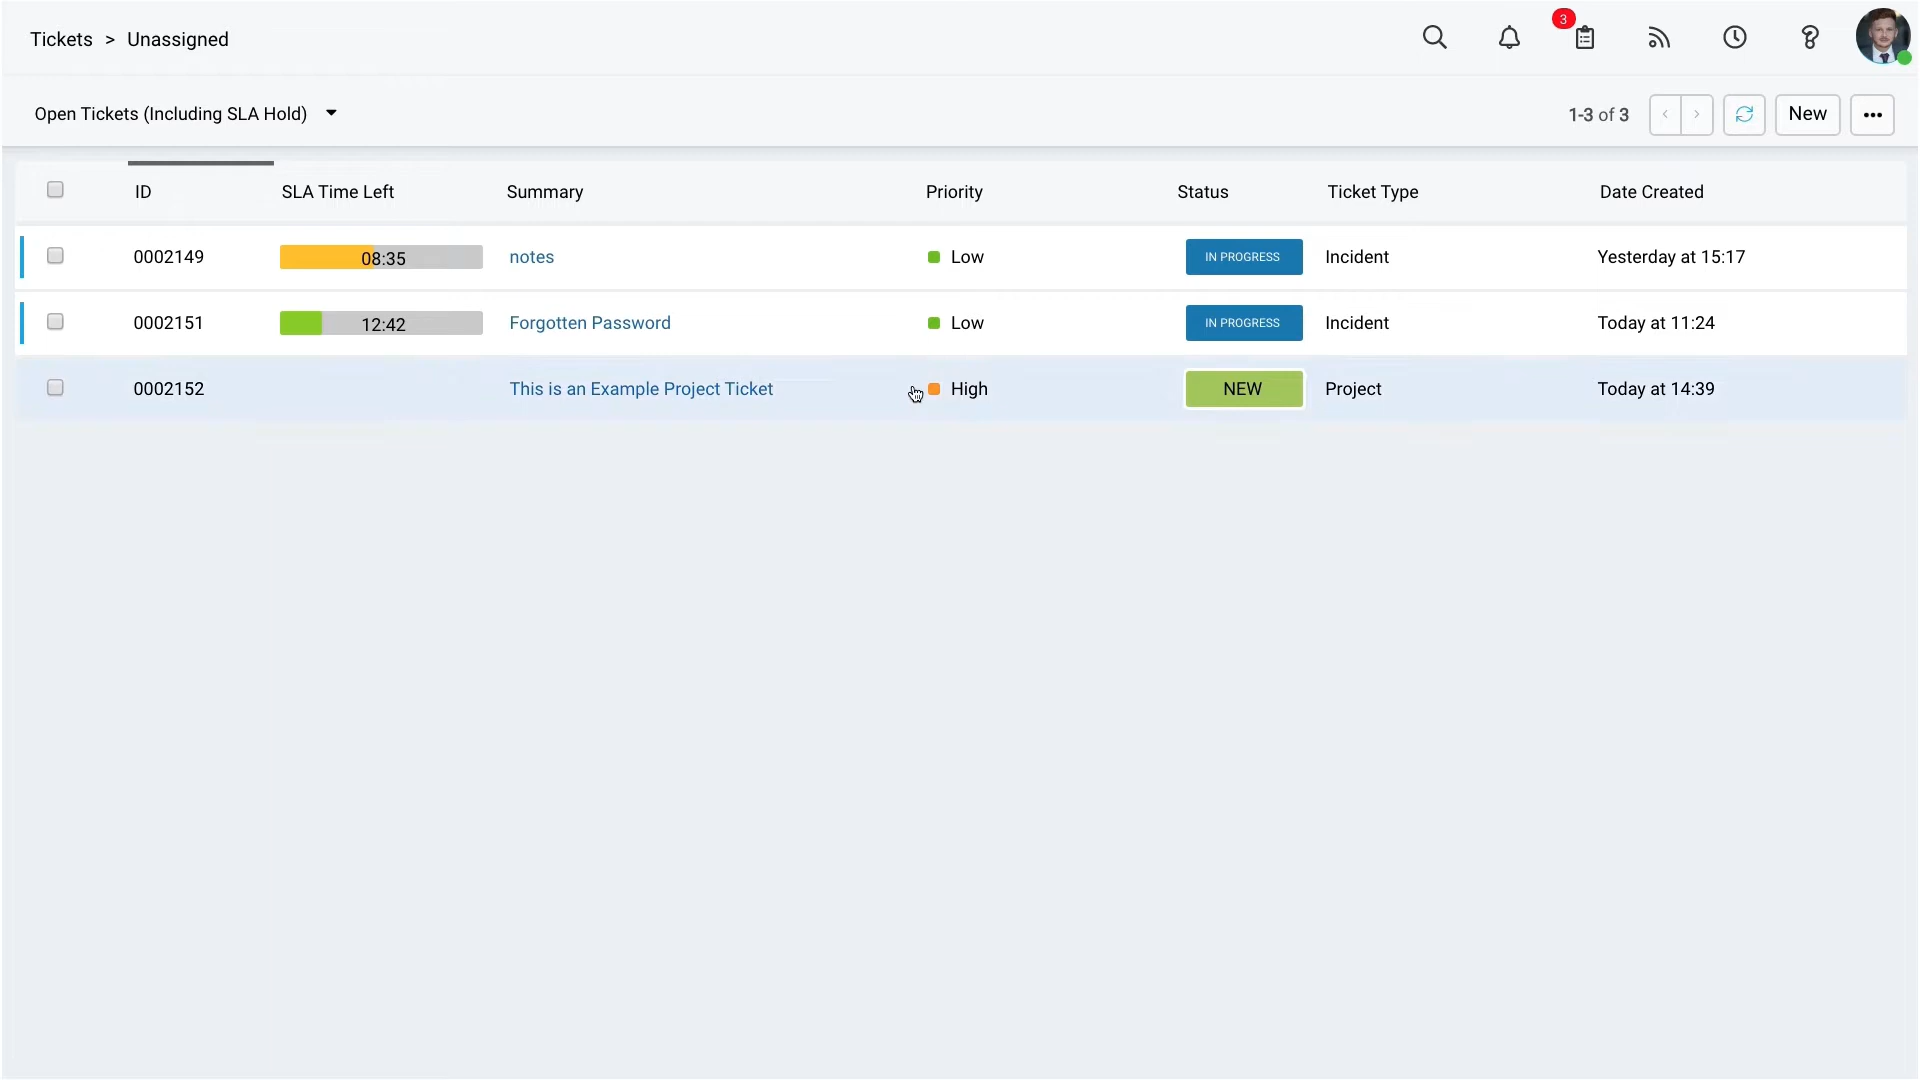 Tickets > Unassigned
3
Open Tickets (Including SLA Hold)
1-3 of 3
New
ID SLA Time Left Summary Priority Status Ticket Type Date Created
0002149 08:35 notes Low IN PROGRESS Incident Yesterday at 15:17
0002151 12:42 Forgotten Password Low IN PROGRESS Incident Today at 11:24
0002152 This is an Example Project Ticket High NEW Project Today at 14:39